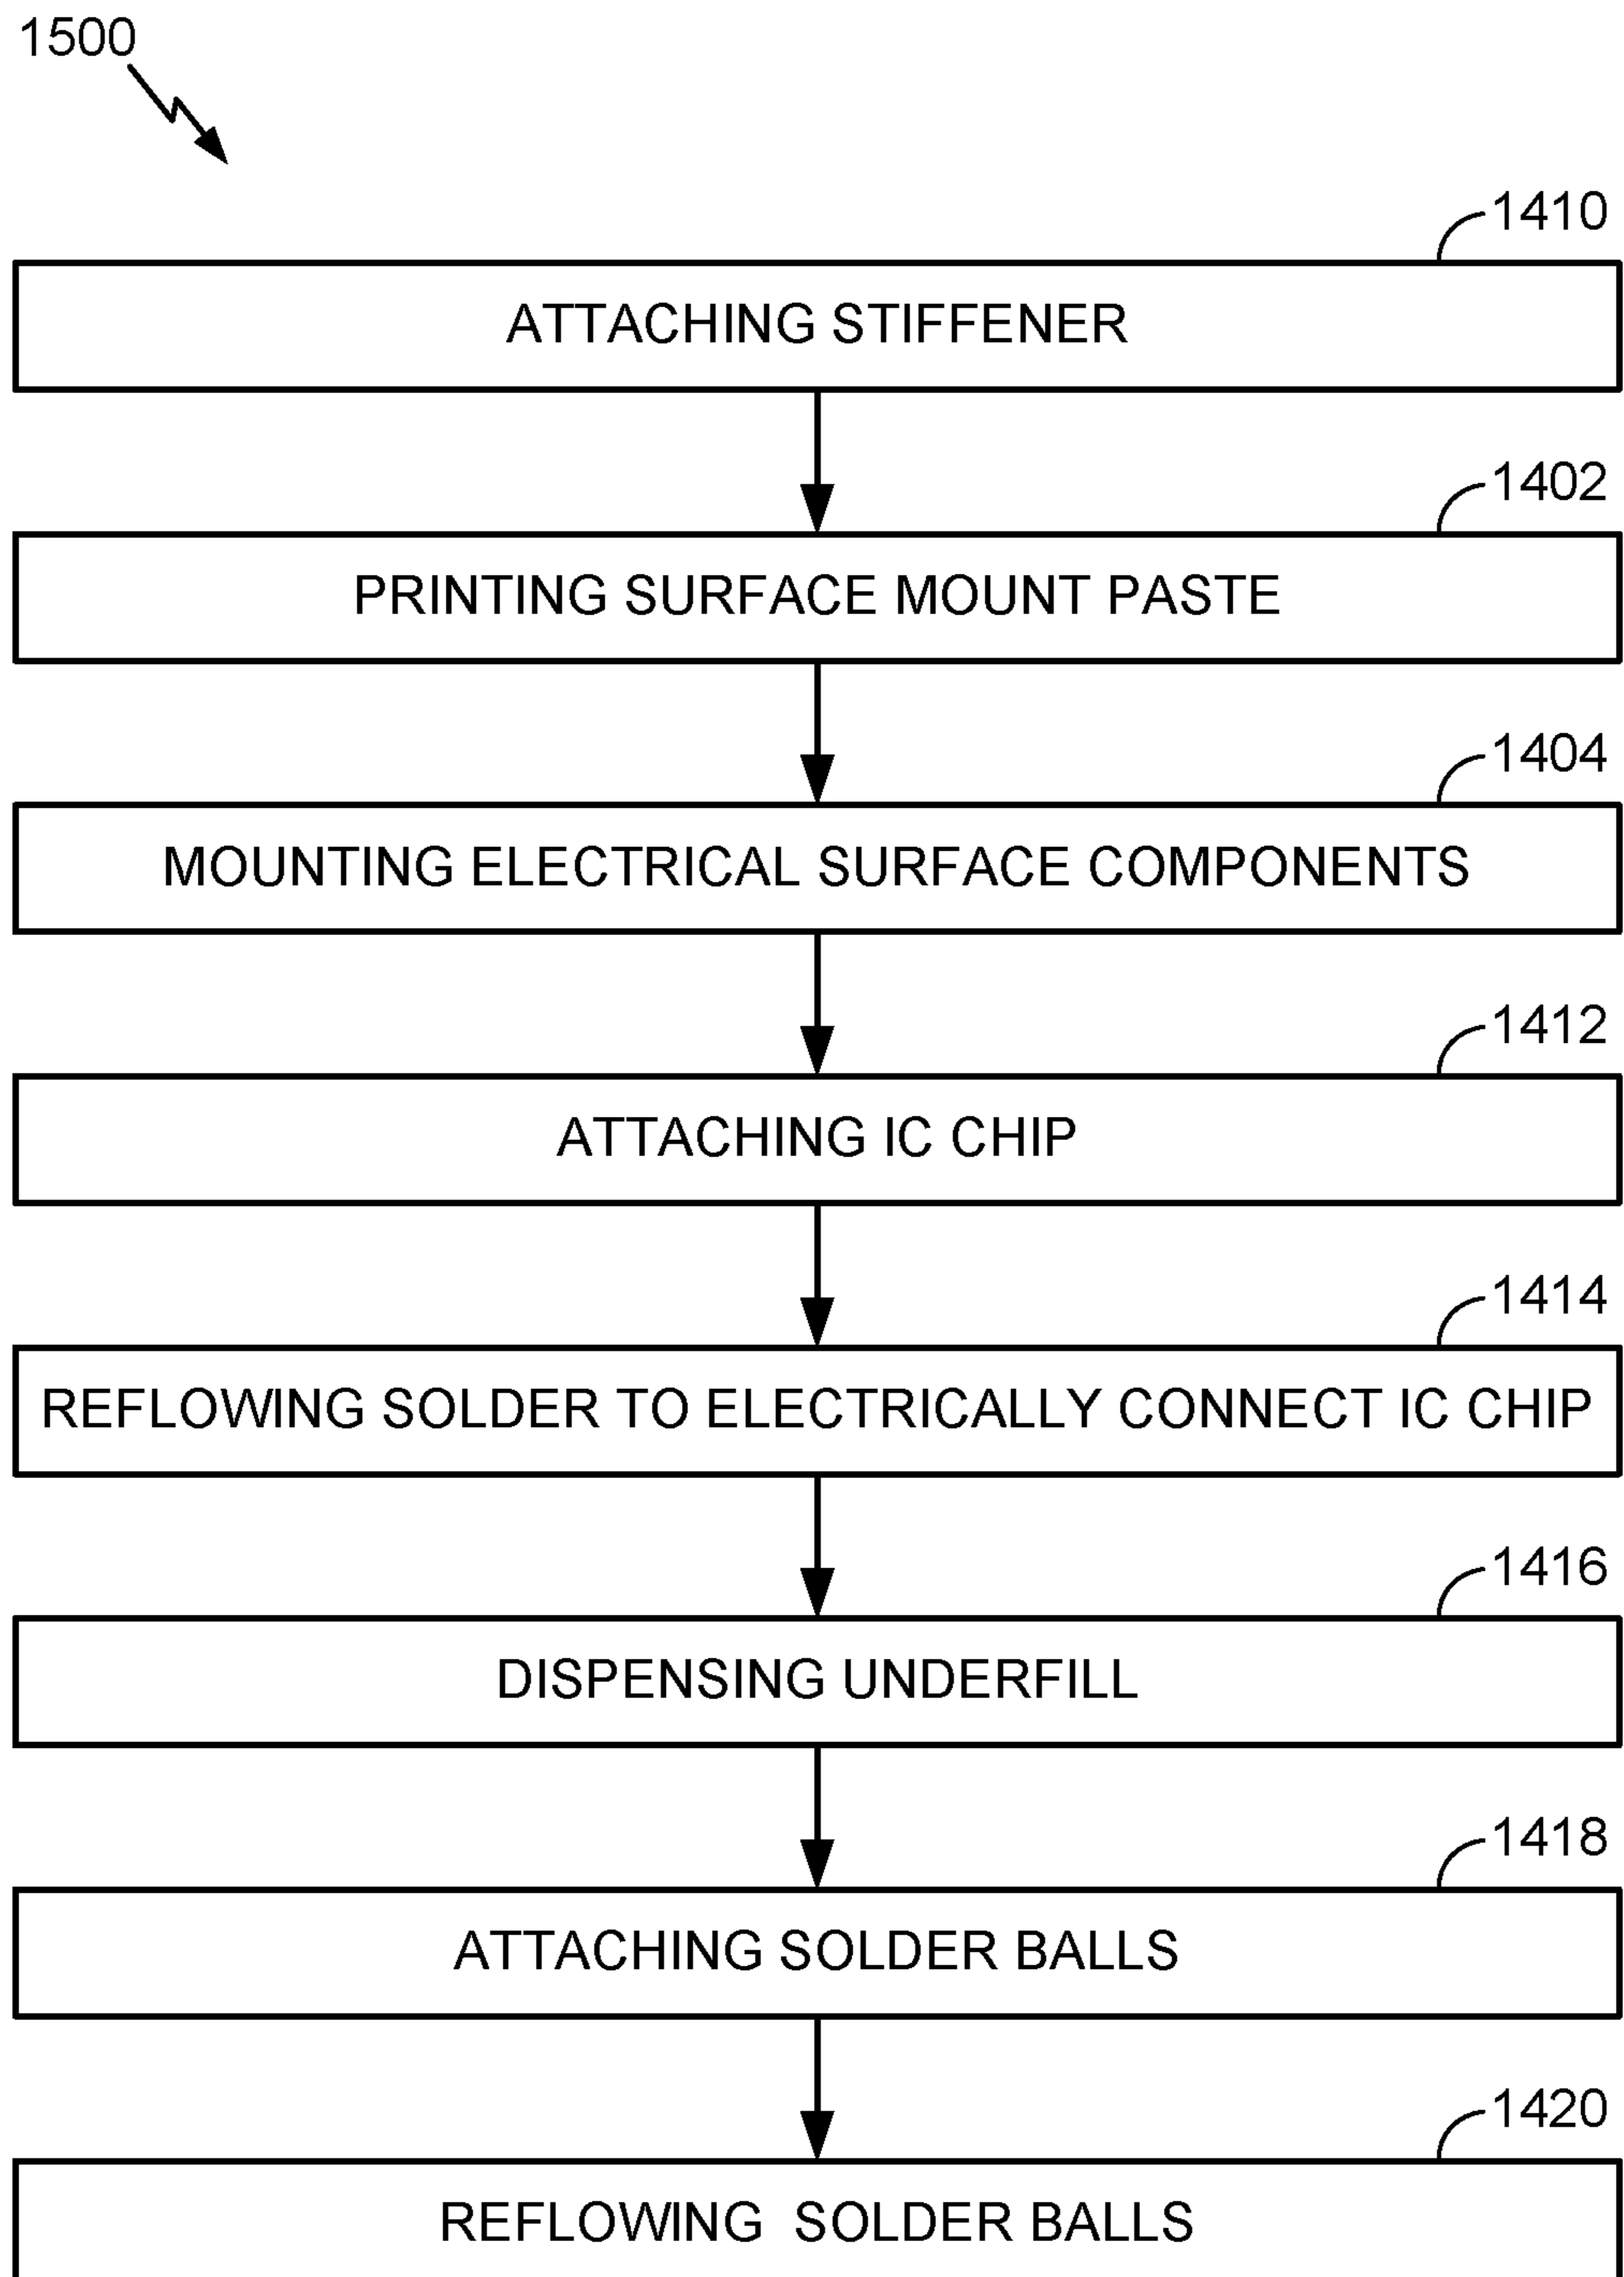 1500
1410
ATTACHING STIFFENER
1402
PRINTING SURFACE MOUNT PASTE
1404
MOUNTING ELECTRICAL SURFACE COMPONENTS
1412
ATTACHING IC CHIP
1414
REFLOWING SOLDER TO ELECTRICALLY CONNECT IC CHIP
1416
DISPENSING UNDERFILL
1418
ATTACHING SOLDER BALLS
1420
REFLOWING SOLDER BALLS